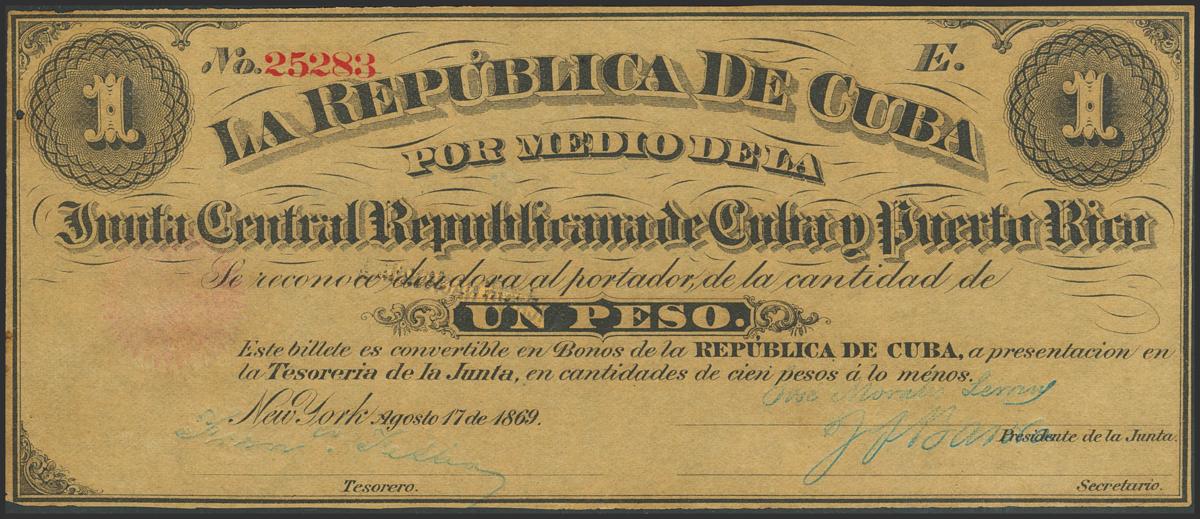 1 No. 25283 E. 1
LA REPÚBLICA DE CUBA
POR MEDIO DE LA
Junta Central Republicana de Cuba y Puerto Rico
Se reconoce deudora al portador, de la cantidad de
UN PESO.
Este billete es convertible en Bonos de la REPÚBLICA DE CUBA, a presentacion en
la Tesoreria de la Junta, en cantidades de cien pesos á lo ménos.
José Morales Lemus
New York Agosto 17 de 1869.
Presidente de la Junta.
Tesorero. Secretario.